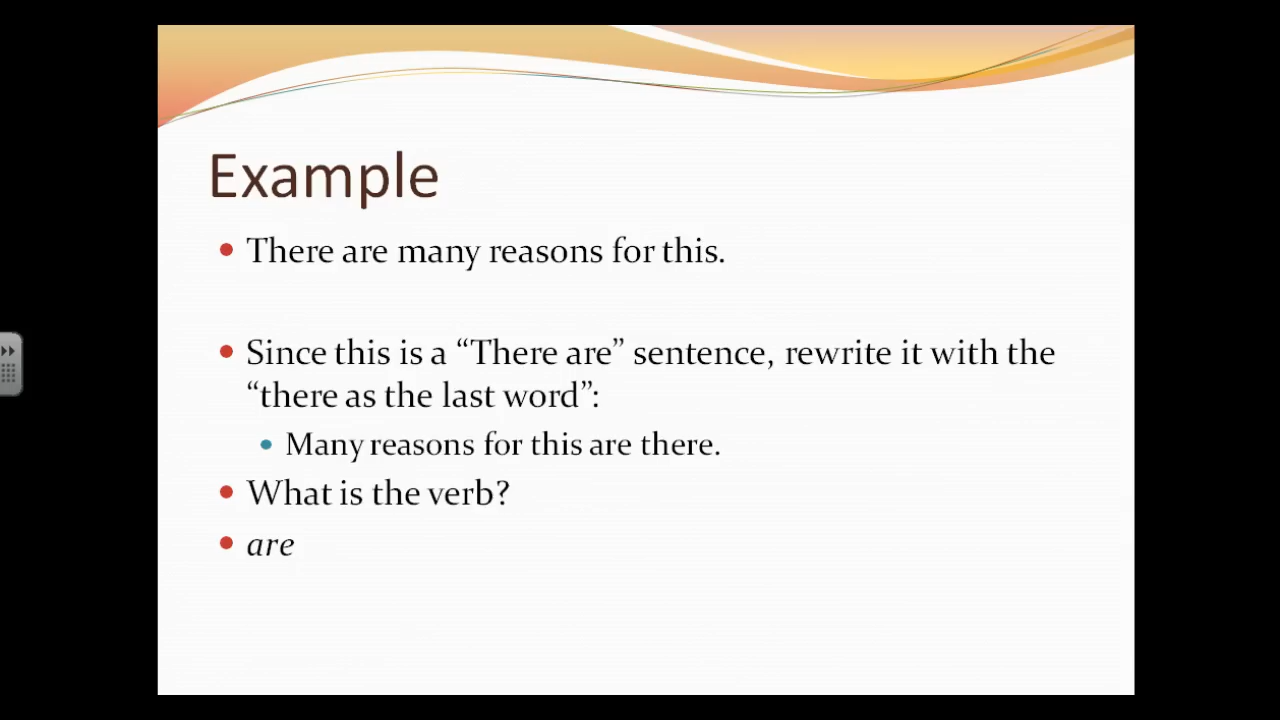 Example
There are many reasons for this.
Since this is a “There are” sentence, rewrite it with the
“there as the last word”:
Many reasons for this are there.
What is the verb?
are